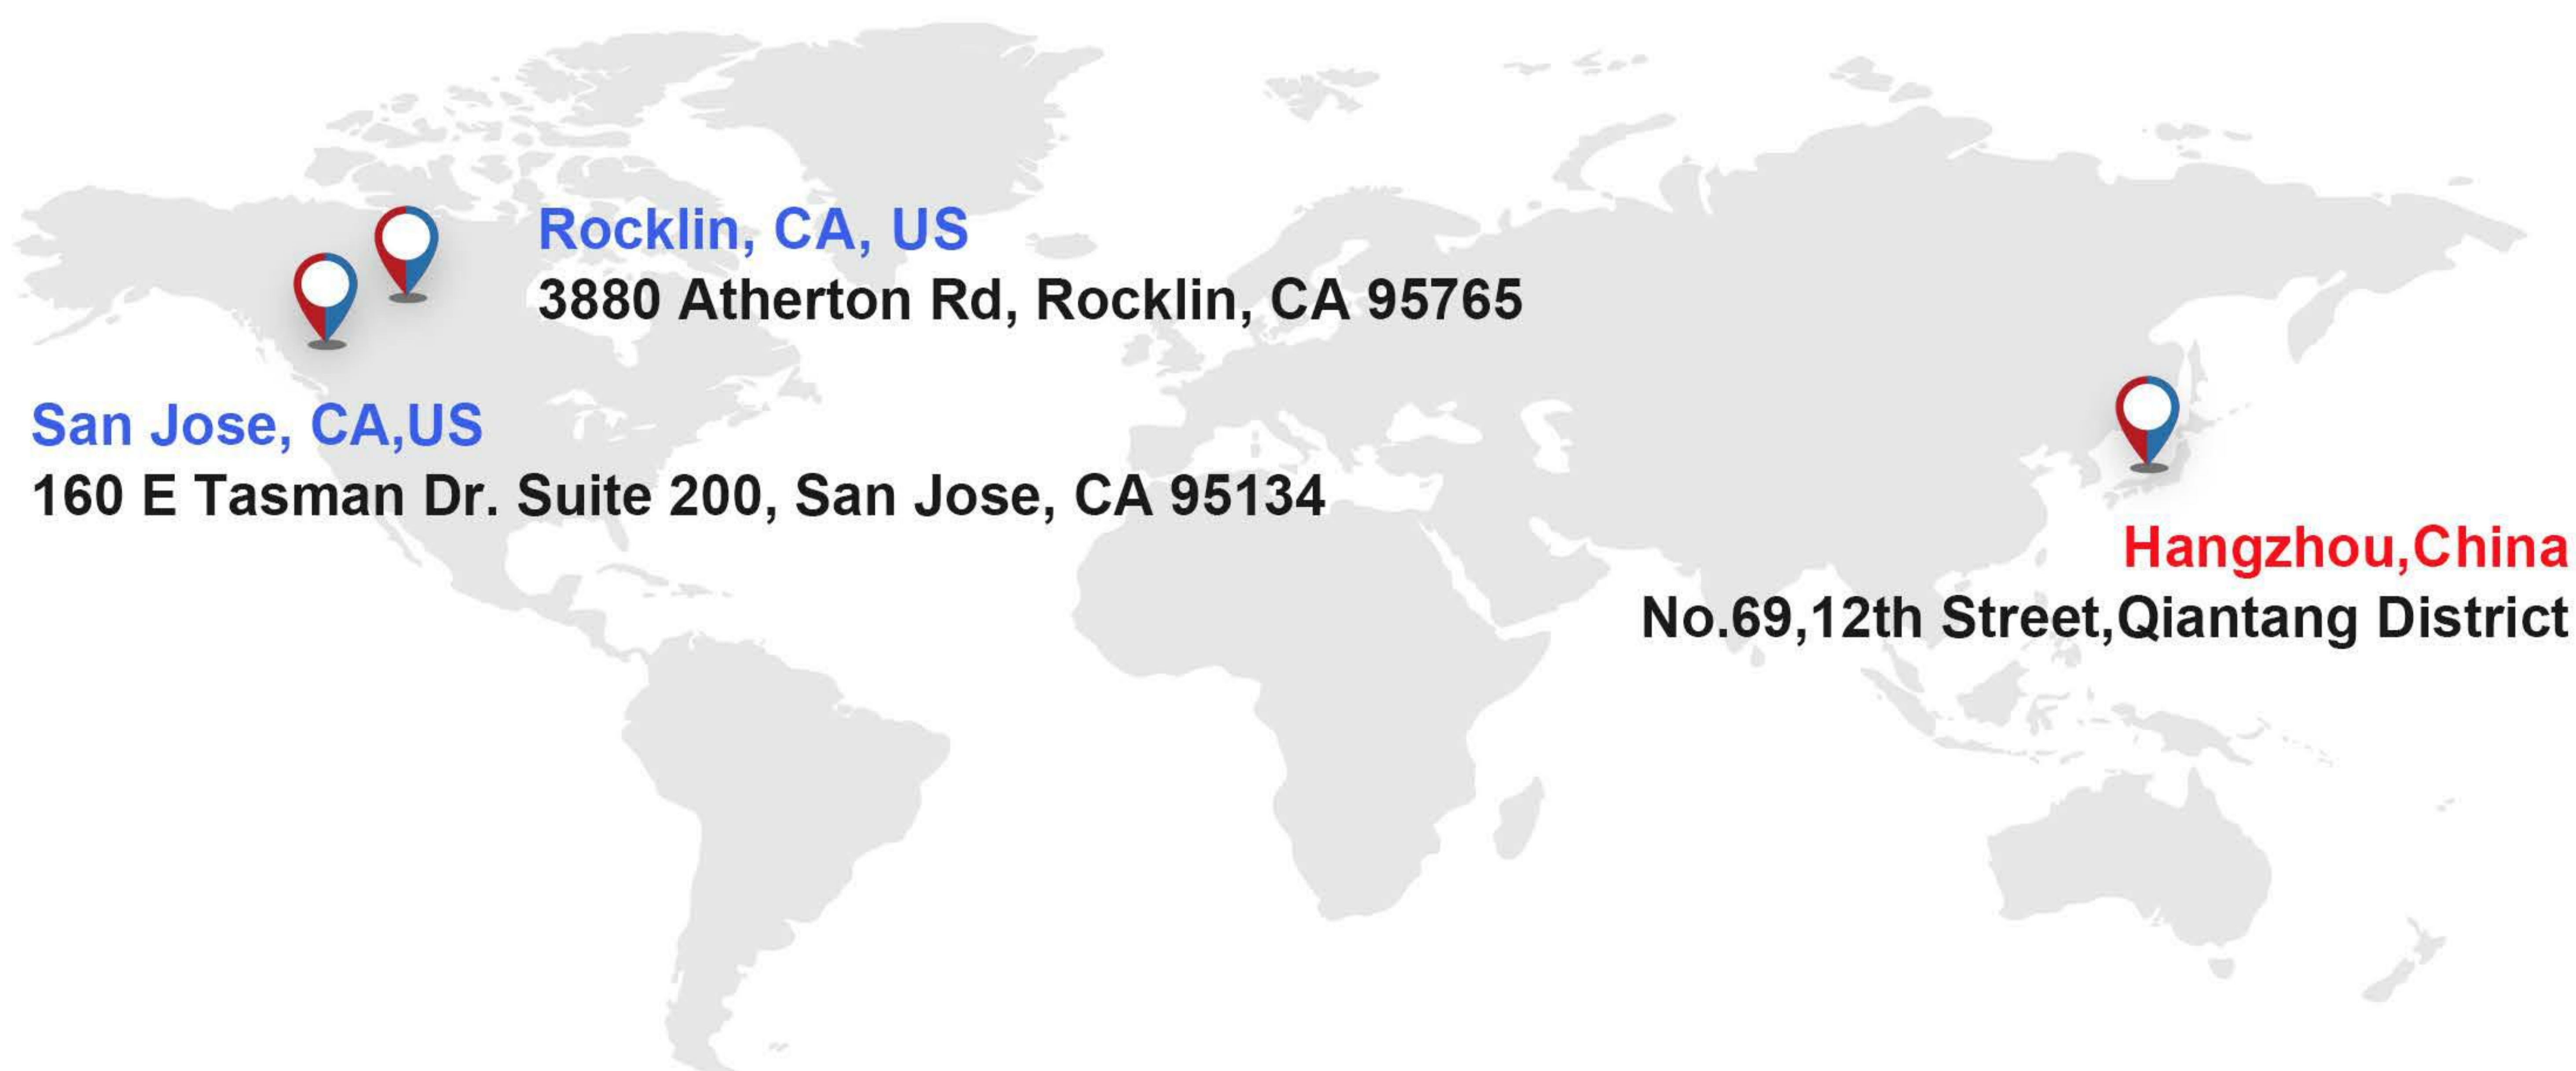 Rocklin, CA, US
3880 Atherton Rd, Rocklin, CA 95765
San Jose, CA,US
160 E Tasman Dr. Suite 200, San Jose, CA 95134
Hangzhou,China
No.69,12th Street,Qiantang District